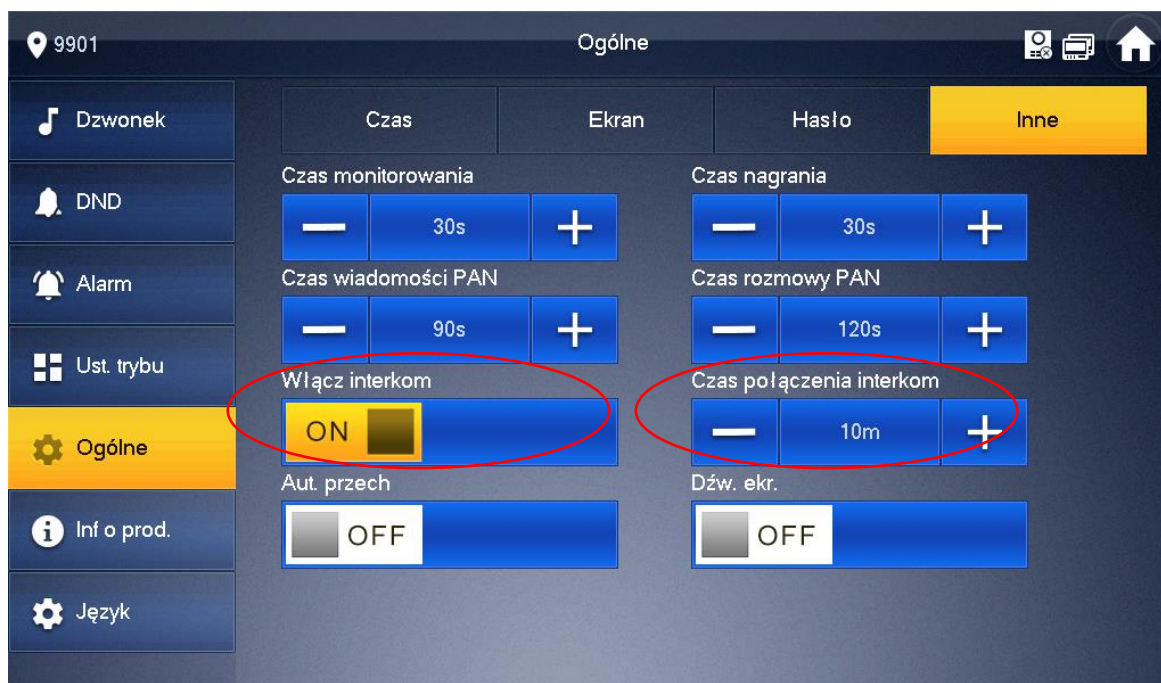 9901
Ogólne
Dzwonek
DND
Alarm
Ust. trybu
Ogólne
Inf o prod.
Język
Czas
Ekran
Hasło
Inne
Czas monitorowania
Czas nagrania
30s
30s
Czas wiadomości PAN
Czas rozmowy PAN
90s
120s
Włącz interkom
Czas połączenia interkom
ON
10m
Aut. przech
Dźw. ekr.
OFF
OFF